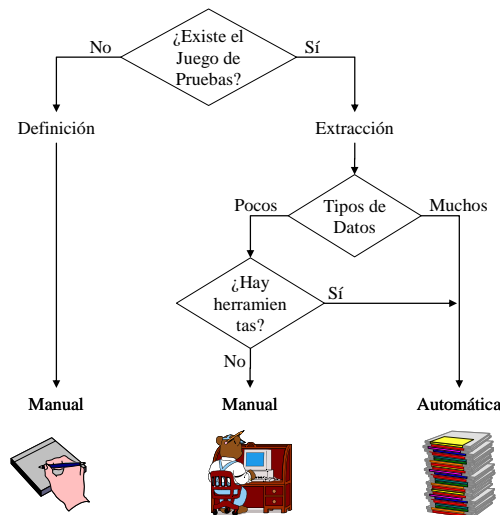 ¿Existe el
No
Juego de
Sí
Pruebas?
Definición
Extracción
Pocos
Tipos de
Muchos
Datos
¿Hay
herramien
Sí
tas?
No
Manual
Manual
Automática